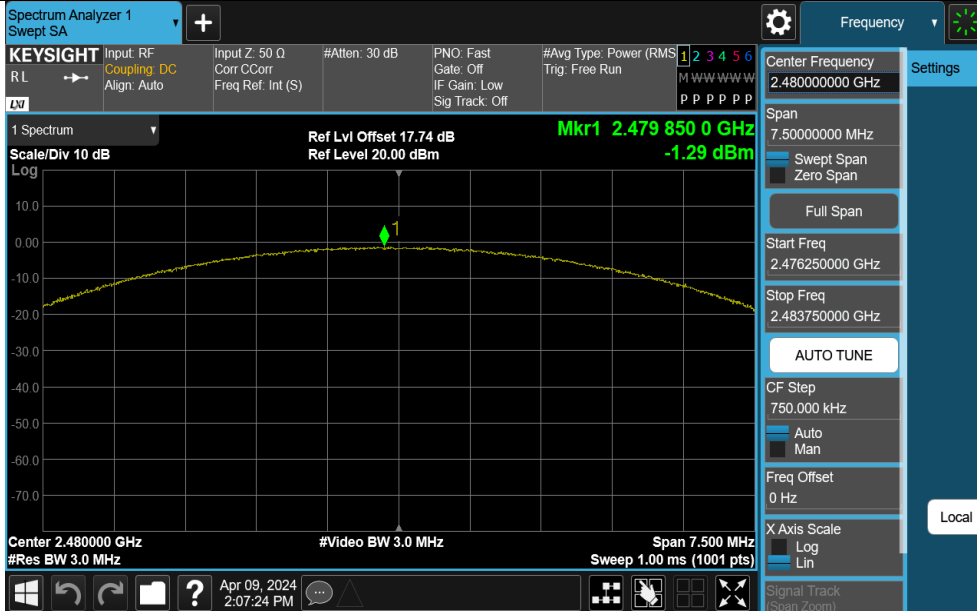 Spectrum Analyzer 1
Swept SA
+
Frequency
KEYSIGHT
RL
LXI
Input: RF
Coupling: DC
Align: Auto
Input Z: 50 Ω
Corr CCorr
Freq Ref: Int (S)
#Atten: 30 dB
PNO: Fast
Gate: Off
IF Gain: Low
Sig Track: Off
#Avg Type: Power (RMS
Trig: Free Run
1 2 3 4 5 6
M W W W W W
P P P P P P
1 Spectrum
Scale/Div 10 dB
Log
Ref Lvl Offset 17.74 dB
Ref Level 20.00 dBm
Mkr1 2.479 850 0 GHz
-1.29 dBm
1
10.0
0.00
-10.0
-20.0
-30.0
-40.0
-50.0
-60.0
-70.0
Center 2.480000 GHz
#Res BW 3.0 MHz
#Video BW 3.0 MHz
Span 7.500 MHz
Sweep 1.00 ms (1001 pts)
?
Apr 09, 2024
2:07:24 PM
Center Frequency
2.480000000 GHz
Span
7.50000000 MHz
Swept Span
Zero Span
Full Span
Start Freq
2.476250000 GHz
Stop Freq
2.483750000 GHz
AUTO TUNE
CF Step
750.000 kHz
Auto
Man
Freq Offset
0 Hz
X Axis Scale
Log
Lin
Signal Track
(Span Zoom)
Settings
Local